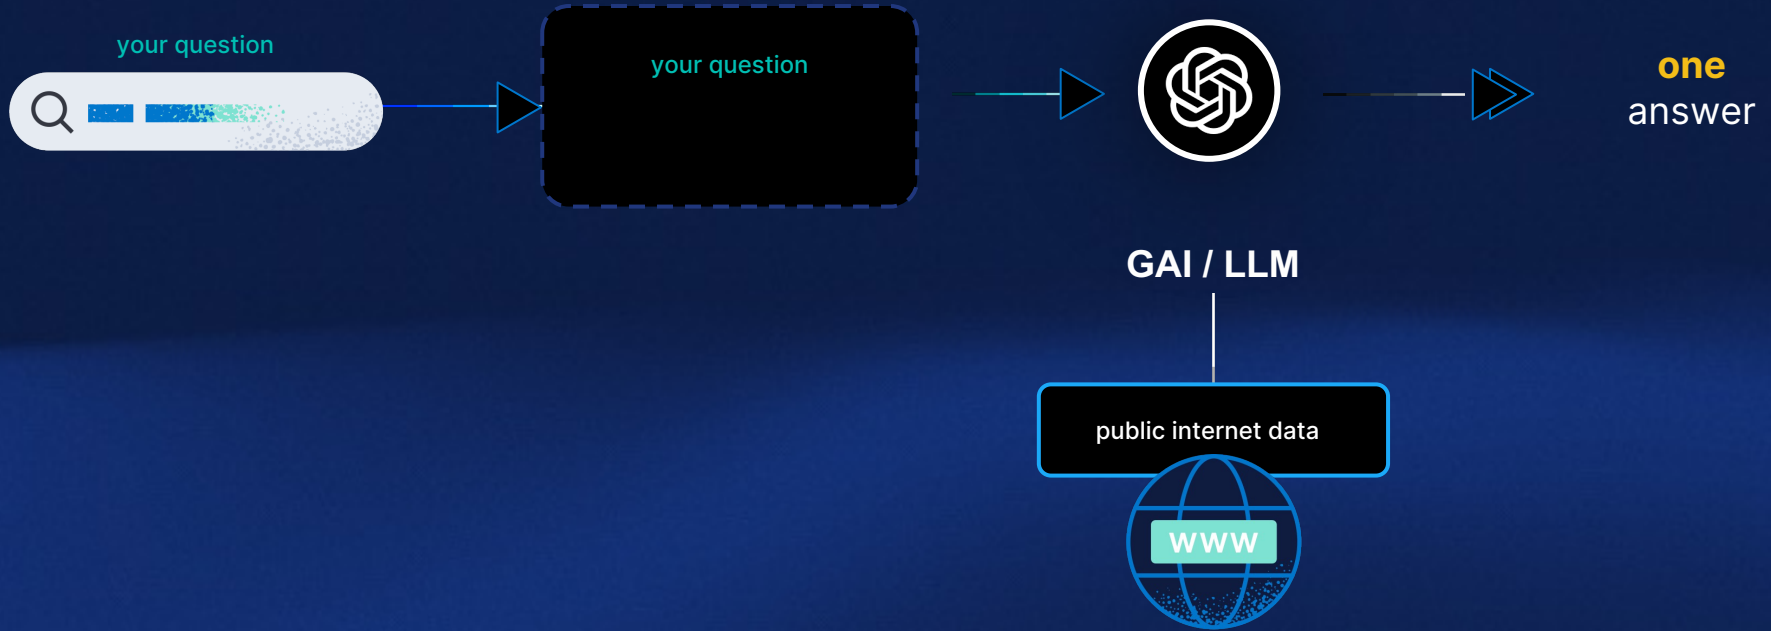 your question
your question
one
answer
GAI / LLM
public internet data
WWW